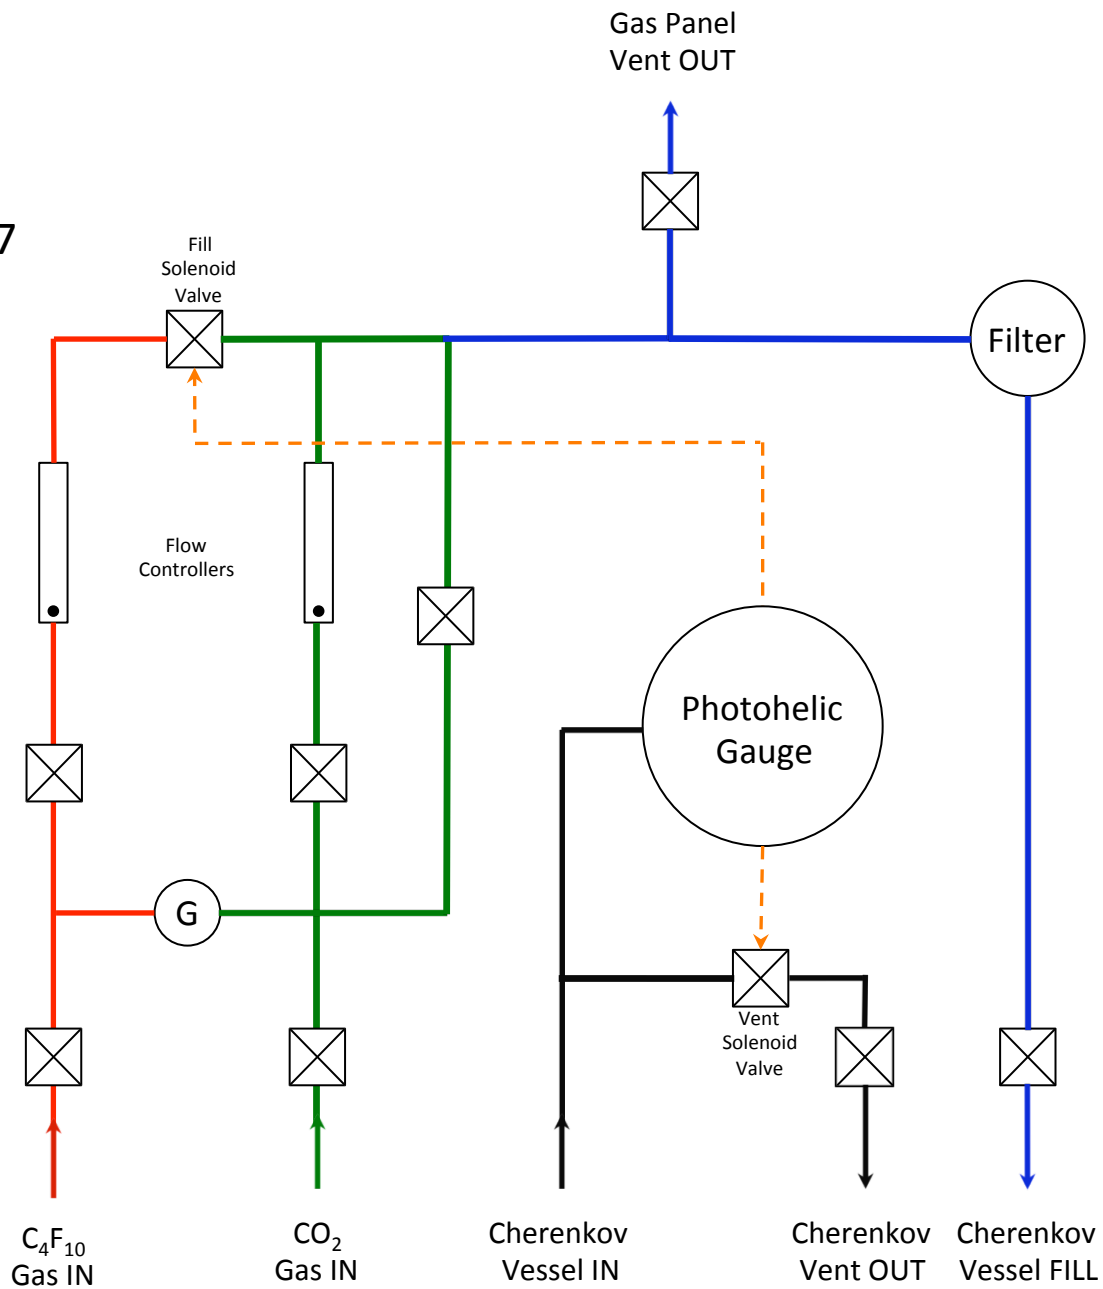 Gas Panel
Vent OUT
7
Fill
Solenoid
Valve
Filter
Flow
Controllers
Photohelic
Gauge
G
Vent
Solenoid
Valve
C₄F₁₀
Gas IN
CO₂
Gas IN
Cherenkov
Vessel IN
Cherenkov
Vent OUT
Cherenkov
Vessel FILL